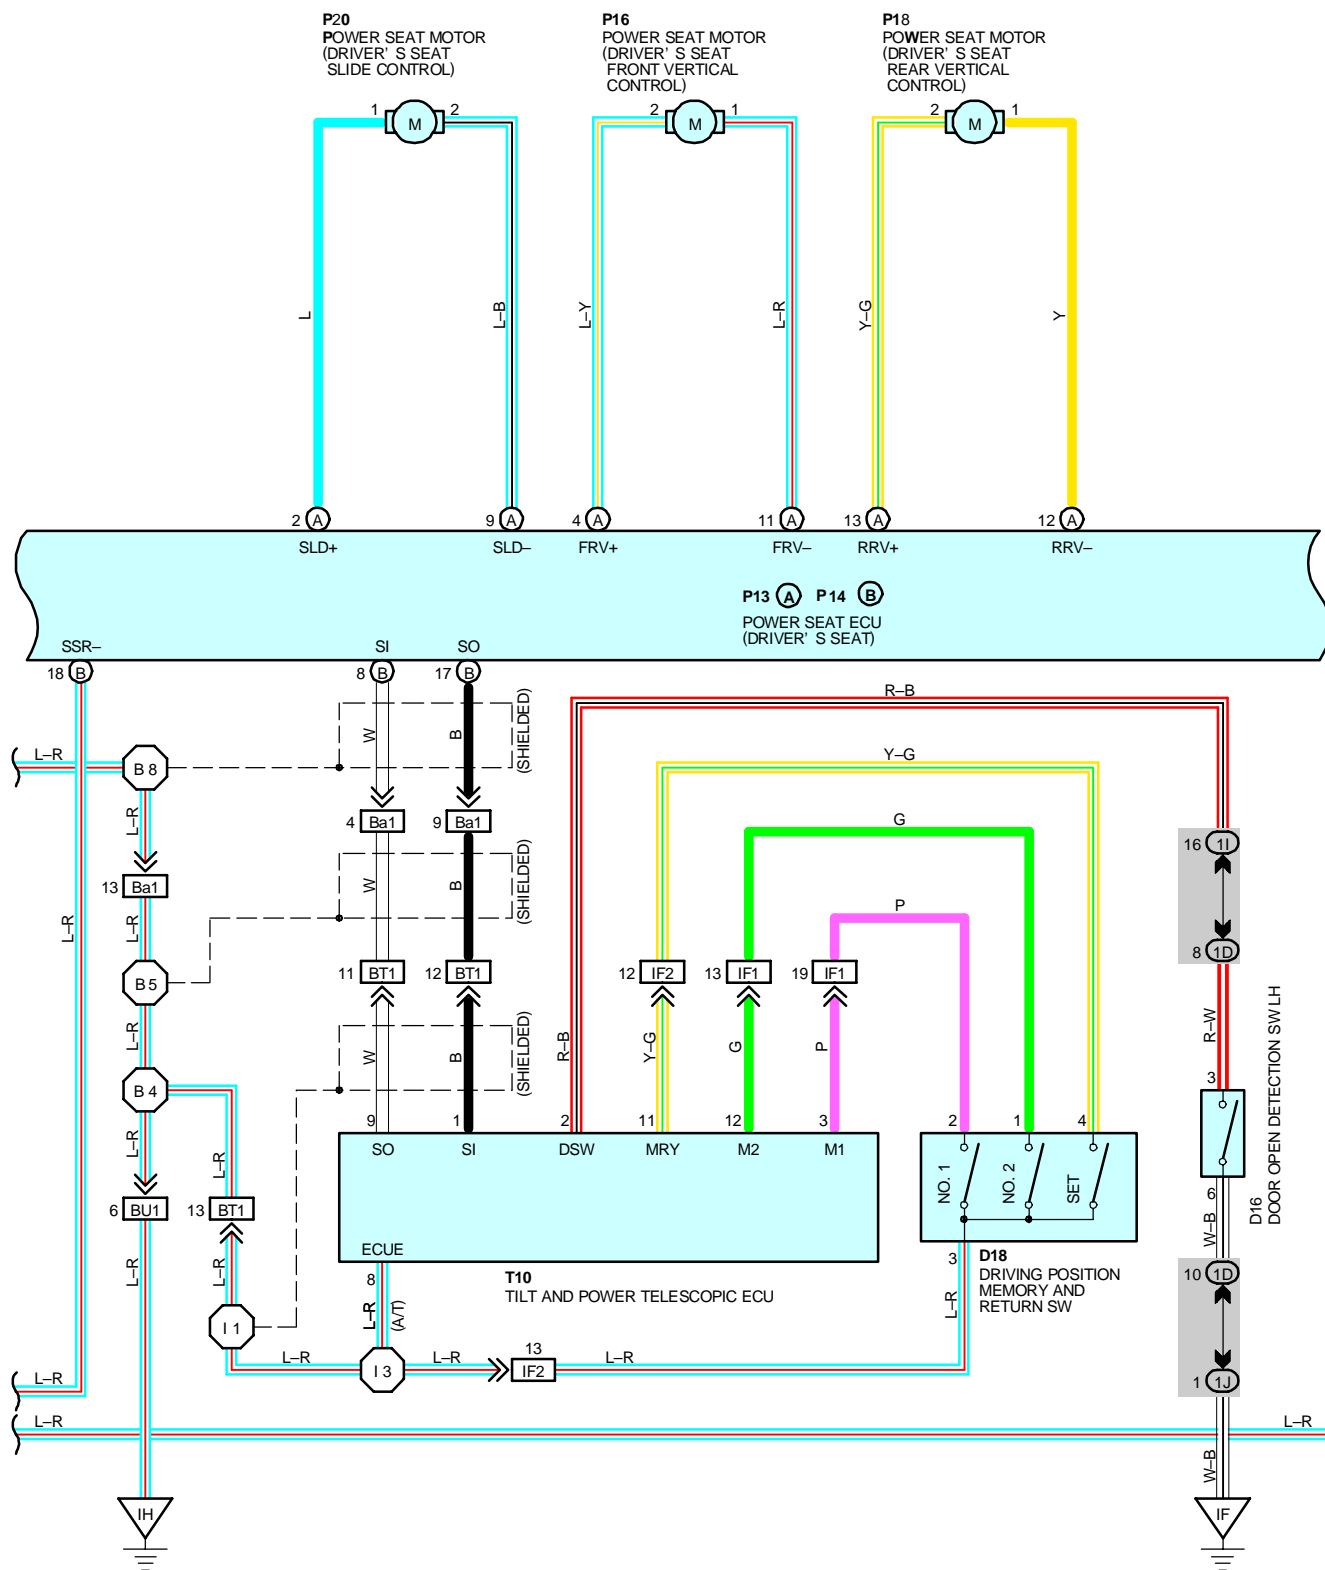 P20
POWER SEAT MOTOR
(DRIVER' S SEAT
SLIDE CONTROL)
P16
POWER SEAT MOTOR
(DRIVER' S SEAT
FRONT VERTICAL
CONTROL)
P18
POWER SEAT MOTOR
(DRIVER' S SEAT
REAR VERTICAL
CONTROL)
1 M 2
2 M 1
2 M 1
L
L–B
L–Y
L–R
Y–G
Y
2 A
9 A
4 A
11 A
13 A
12 A
SLD+
SLD–
FRV+
FRV–
RRV+
RRV–
P13 A P14 B
POWER SEAT ECU
(DRIVER' S SEAT)
SSR–
SI
SO
18 B
8 B
17 B
R–B
W
B
(SHIELDED)
L–R
B 8
Y–G
L–R
4 Ba1
9 Ba1
G
16 1I
13 Ba1
W
B
(SHIELDED)
P
L–R
L–R
8 1D
B 5
11 BT1
12 BT1
12 IF2
13 IF1
19 IF1
L–R
W
B
(SHIELDED)
R–B
Y–G
G
P
R–W
B 4
3
9
1
2
11
12
3
2
1
4
SO
SI
DSW
MRY
M2
M1
NO. 1
NO. 2
SET
L–R
L–R
6
D16
DOOR OPEN DETECTION SW LH
6 BU1
13 BT1
W–B
ECUE
8
T10
TILT AND POWER TELESCOPIC ECU
3
D18
DRIVING POSITION
MEMORY AND
RETURN SW
L–R
L–R
L–R
(A/T)
L–R
10 1D
I 1
L–R
I 3
L–R
13
IF2
L–R
1 1J
L–R
L–R
L–R
W–B
IH
IF